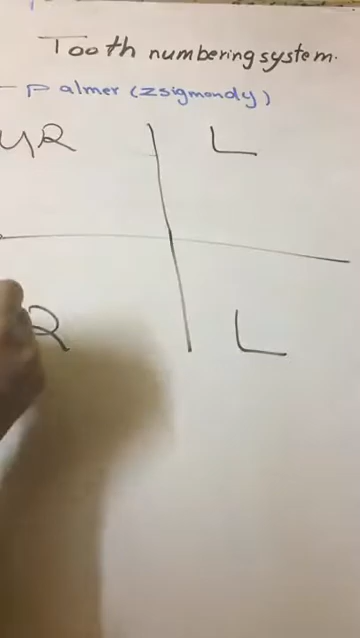 Tooth numbering system.
- Palmer (zsigmondy)
UR L
R L